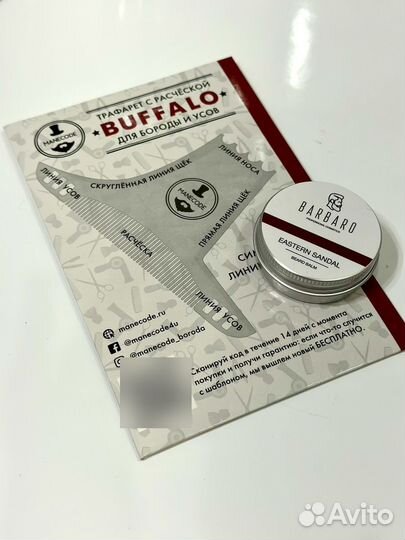 ТРАФАРЕТ С РАСЧЁСКОЙ
BUFFALO
ДЛЯ БОРОДЫ И УСОВ
MANECODE
ЛИНИЯ УСОВ
СКРУГЛЁННАЯ ЛИНИЯ ЩЁК
ЛИНИЯ НОСА
MANECODE
ПРЯМАЯ ЛИНИЯ ЩЁК
РАСЧЁСКА
ЛИНИЯ УСОВ
ЛИНИ
BARBARO
EASTERN SANDAL
BEARD BALM
manecode.ru
@manecode4u
@manecode_boroda
Сканируй код в течение 14 дней с момента
покупки и получи гарантию: если что-то случится
с шаблоном, мы вышлем новый БЕСПЛАТНО.
Avito